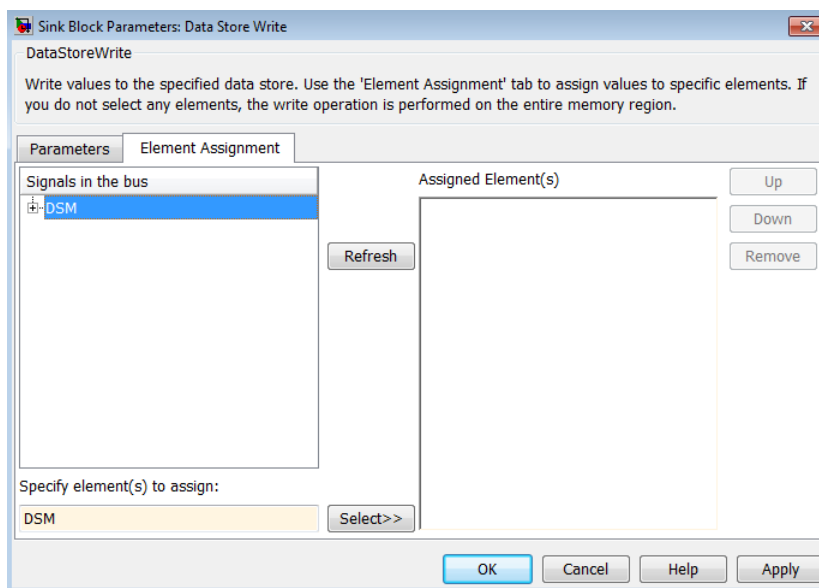 Sink Block Parameters: Data Store Write
DataStoreWrite
Write values to the specified data store. Use the 'Element Assignment' tab to assign values to specific elements. If
you do not select any elements, the write operation is performed on the entire memory region.
Parameters
Element Assignment
Signals in the bus
DSM
Refresh
Assigned Element(s)
Up
Down
Remove
Specify element(s) to assign:
DSM
Select>>
OK
Cancel
Help
Apply